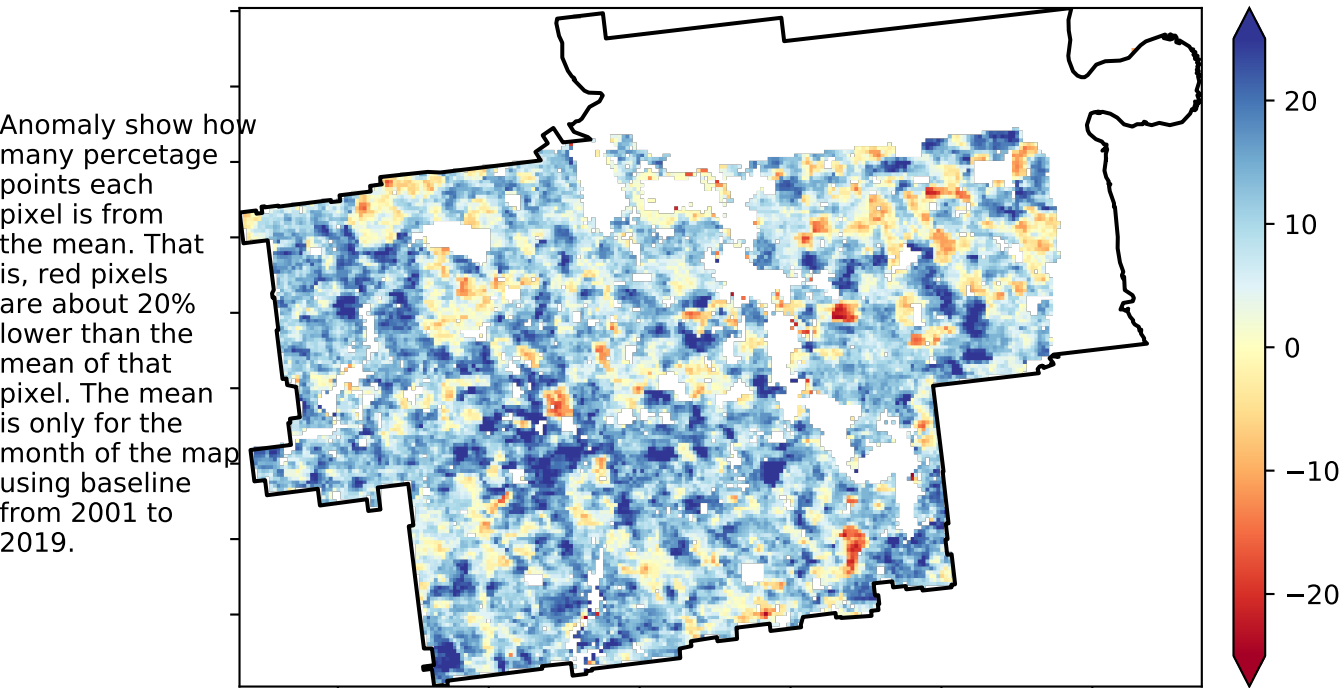 Anomaly show how
many percetage
points each
pixel is from
the mean. That
is, red pixels
are about 20%
lower than the
mean of that
pixel. The mean
is only for the
month of the map
using baseline
from 2001 to
2019.
20
10
0
−10
−20